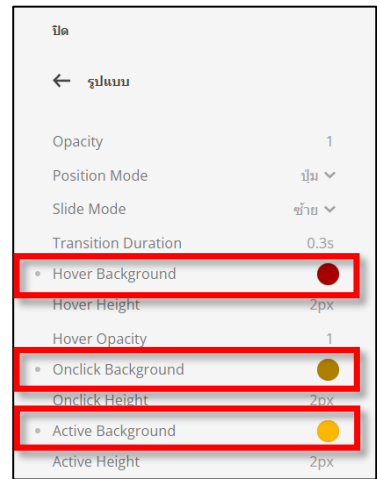 ปิด
← รูปแบบ
Opacity 1
Position Mode ปุ่ม
Slide Mode ซ้าย
Transition Duration 0.3s
Hover Background
Hover Height 2px
Hover Opacity 1
Onclick Background
Onclick Height 2px
Active Background
Active Height 2px